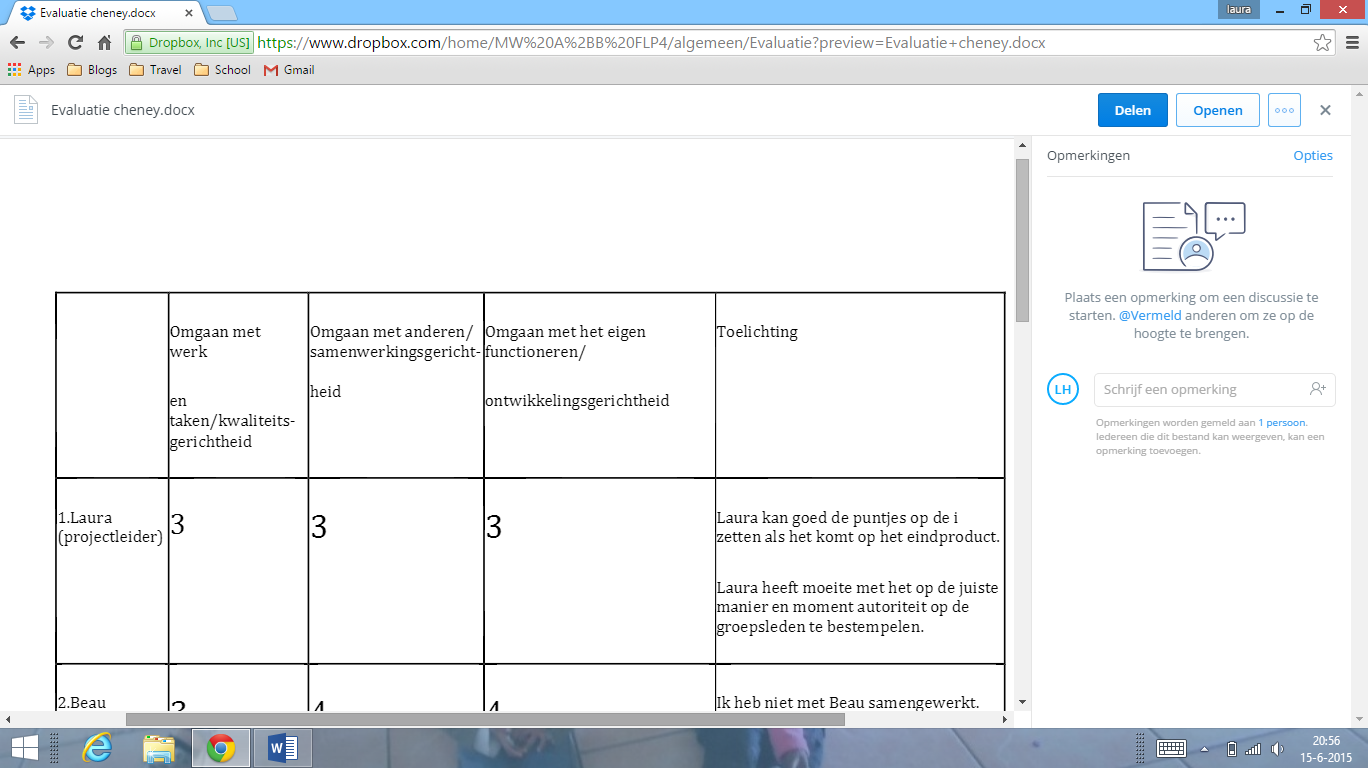 Evaluatie cheney.docx
laura
Dropbox, Inc [US]
https://www.dropbox.com/home/MW%20A%2BB%20FLP4/algemeen/Evaluatie?preview=Evaluatie+cheney.docx
Apps Blogs Travel School Gmail
Evaluatie cheney.docx
Delen
Openen
Opmerkingen
Opties
Plaats een opmerking om een discussie te
starten. @Vermeld anderen om ze op de
hoogte te brengen.
LH
Schrijf een opmerking
Opmerkingen worden gemeld aan 1 persoon.
Iedereen die dit bestand kan weergeven, kan een
opmerking toevoegen.
Omgaan met
werk
en
taken/kwaliteits-
gerichtheid
Omgaan met anderen/
samenwerkingsgericht-
heid
Omgaan met het eigen
functioneren/
ontwikkelingsgerichtheid
Toelichting
1.Laura
(projectleider)
3
3
3
Laura kan goed de puntjes op de i
zetten als het komt op het eindproduct.
Laura heeft moeite met het op de juiste
manier en moment autoriteit op de
groepsleden te bestempelen.
2.Beau
4
4
Ik heb niet met Beau samengewerkt.
20:56
15-6-2015